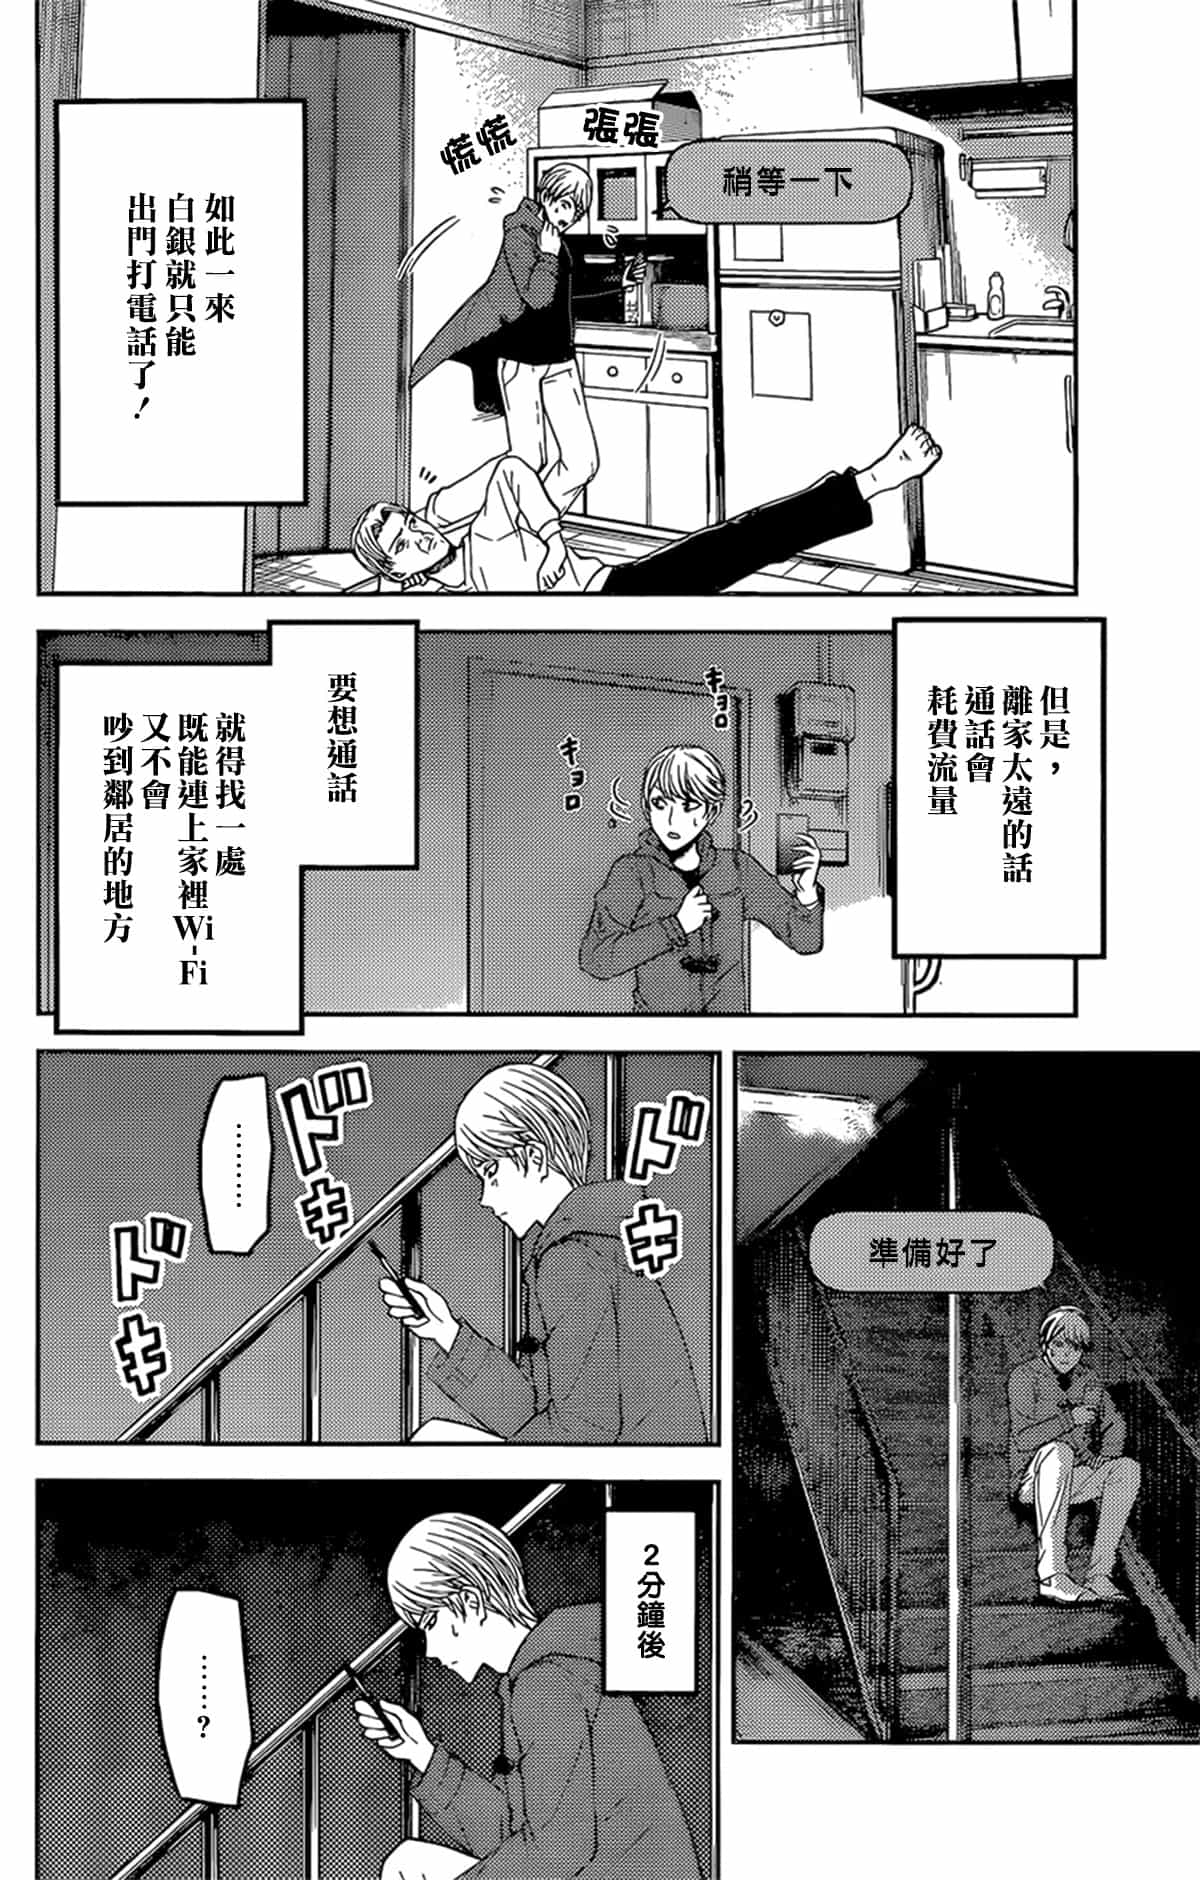 慌慌
張張
稍等一下
如此一來
白銀就只能
出門打電話了！
但是，
離家太遠的話
通話會
耗費流量
キョロ
キョロ
要想通話
就得找一處
既能連上家裡Wi-Fi
又不會
吵到鄰居的地方
準備好了
ドキ
ドキ
ドキ
………
2分鐘後
………?